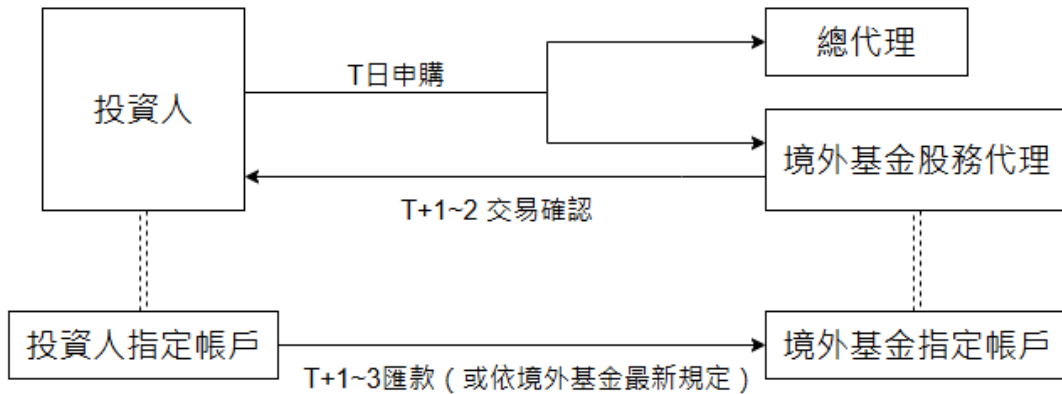 總代理
T日申購
投資人
境外基金股務代理
T+1~2 交易確認
投資人指定帳戶
境外基金指定帳戶
T+1~3匯款（或依境外基金最新規定）